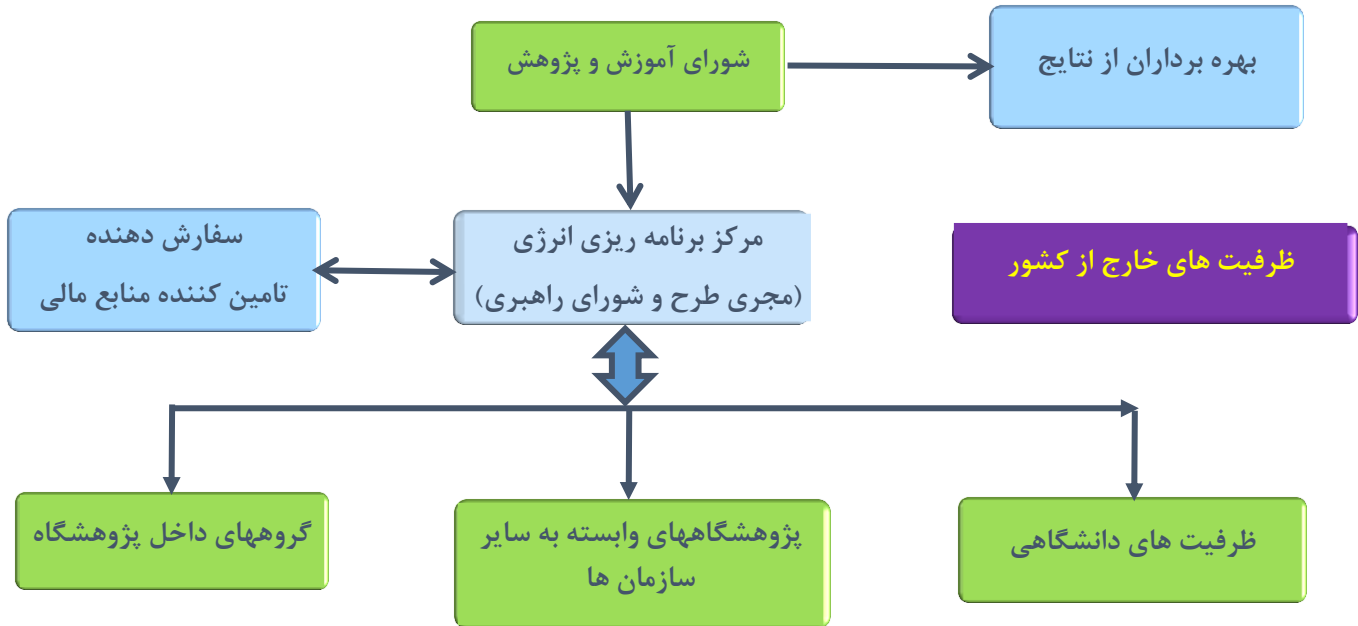 شورای آموزش و پژوهش
بهره برداران از نتایج
سفارش دهنده
تامین کننده منابع مالی
مرکز برنامه ریزی انرژی
(مجری طرح و شورای راهبری)
ظرفیت های خارج از کشور
گروههای داخل پژوهشگاه
پژوهشگاههای وابسته به سایر
سازمان ها
ظرفیت های دانشگاهی